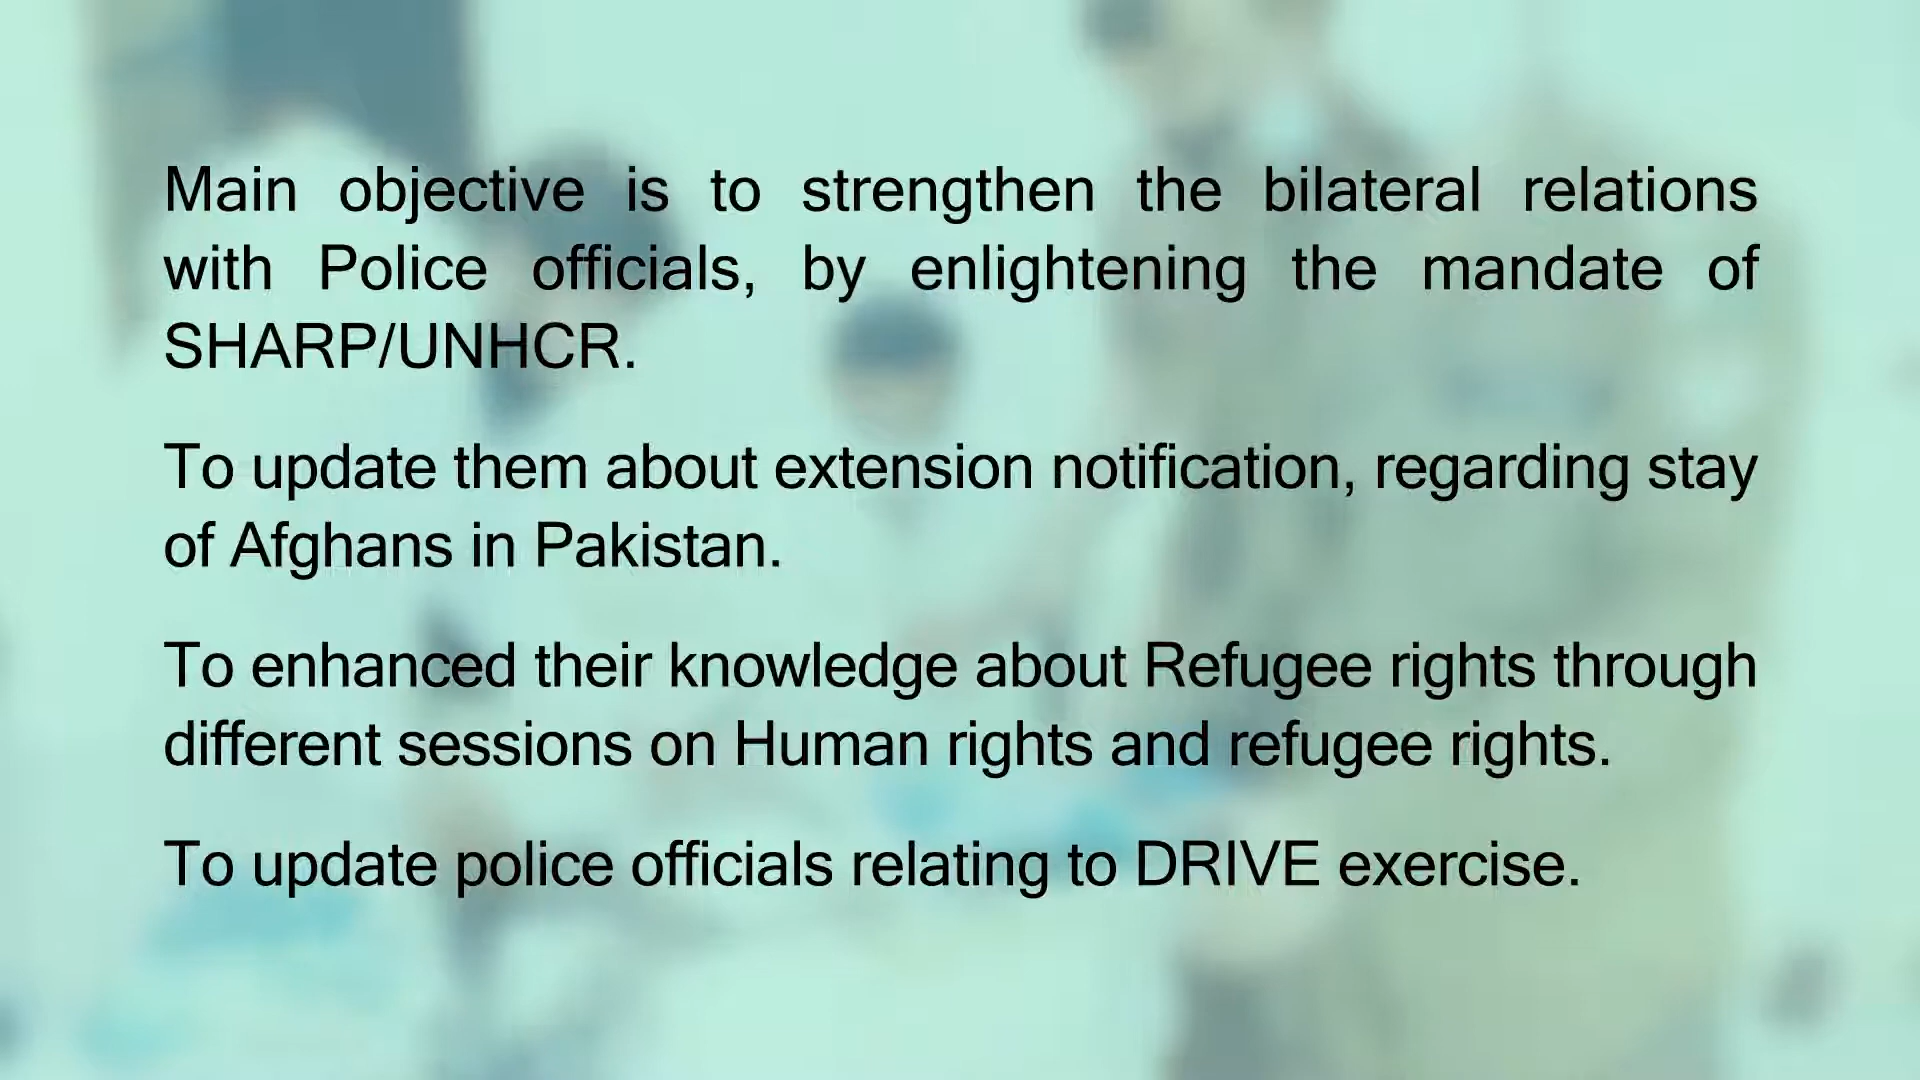 Main objective is to strengthen the bilateral relations
with Police officials, by enlightening the mandate of
SHARP/UNHCR.
To update them about extension notification, regarding stay
of Afghans in Pakistan.
To enhanced their knowledge about Refugee rights through
different sessions on Human rights and refugee rights.
To update police officials relating to DRIVE exercise.